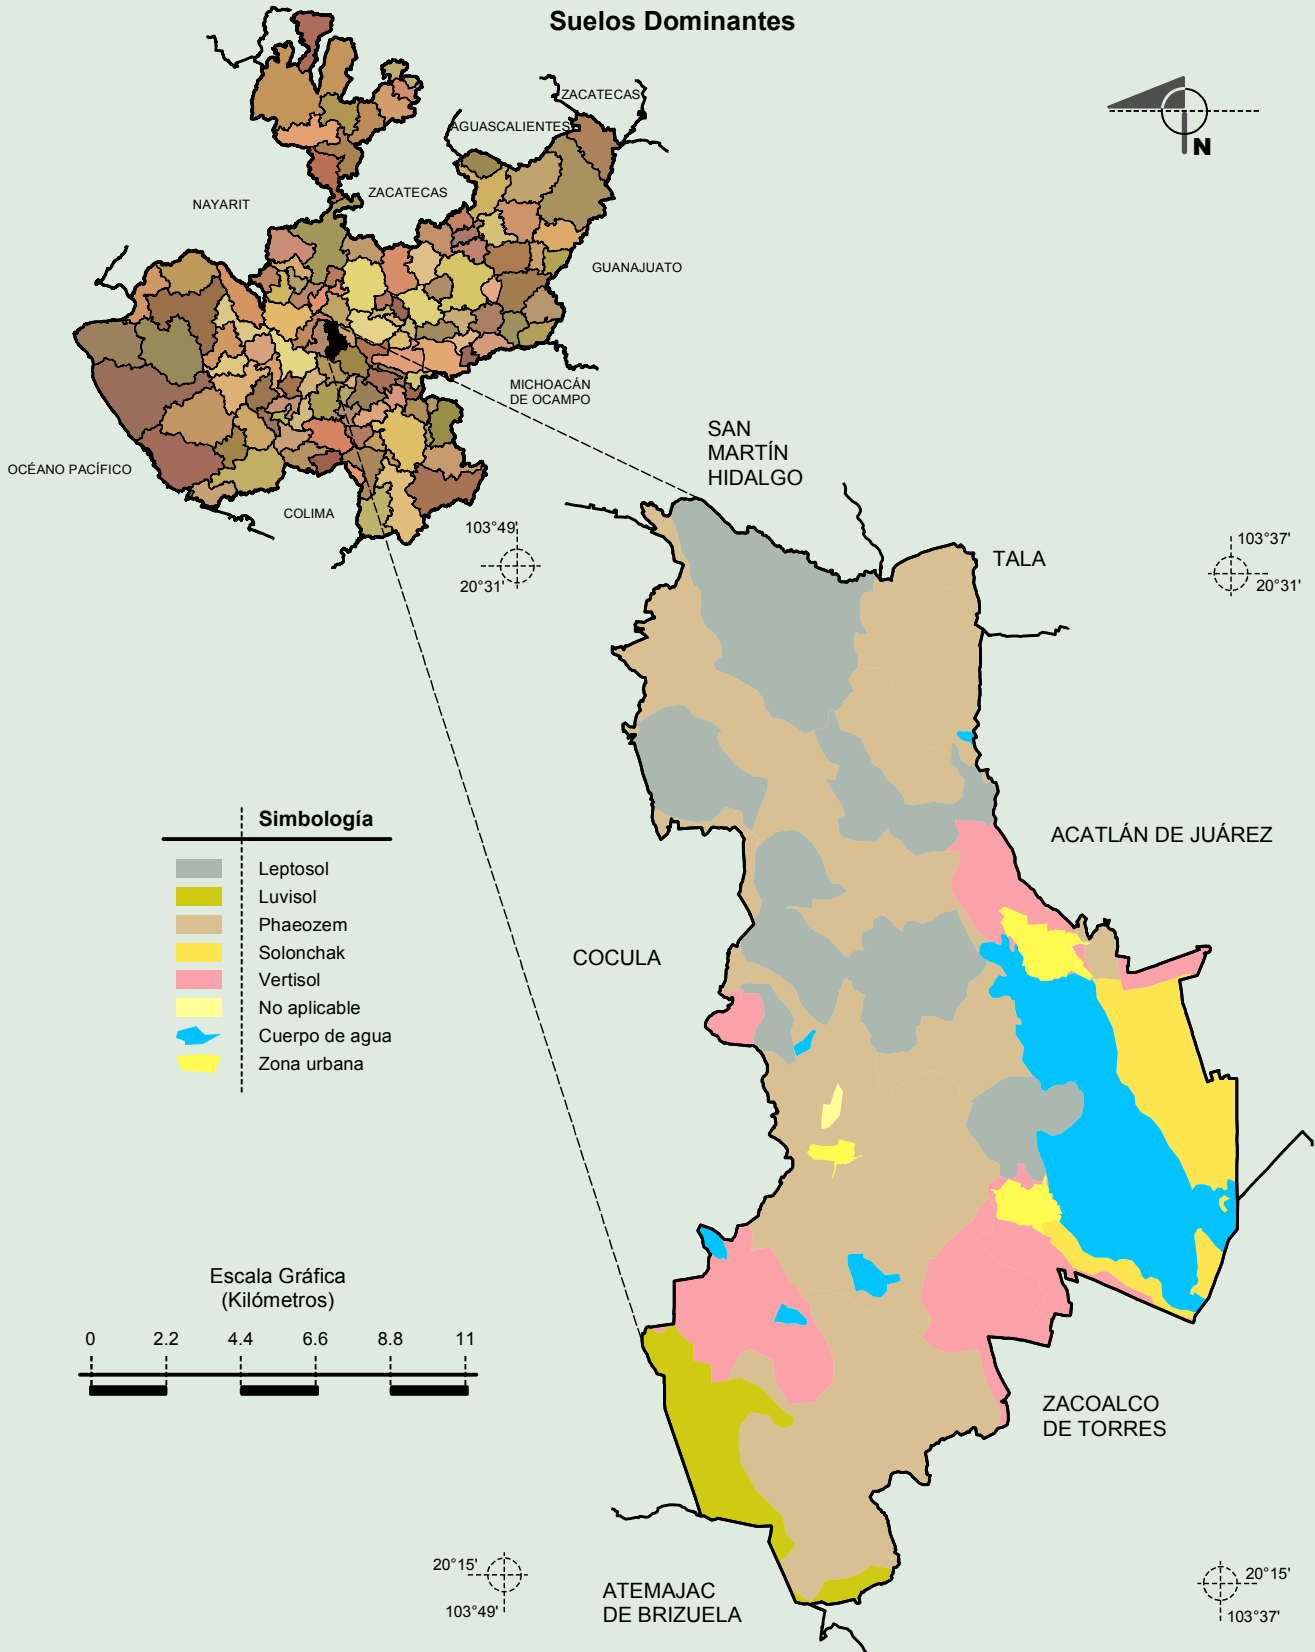 Suelos Dominantes
ZACATECAS
AGUASCALIENTES
ZACATECAS
NAYARIT
GUANAJUATO
MICHOACÁN
DE OCAMPO
OCÉANO PACÍFICO
COLIMA
N
SAN
MARTÍN
HIDALGO
103°49'
20°31'
103°37'
20°31'
TALA
ACATLÁN DE JUÁREZ
COCULA
Simbología
Leptosol
Luvisol
Phaeozem
Solonchak
Vertisol
No aplicable
Cuerpo de agua
Zona urbana
Escala Gráfica
(Kilómetros)
0 2.2 4.4 6.6 8.8 11
ZACOALCO
DE TORRES
ATEMAJAC
DE BRIZUELA
20°15'
103°49'
20°15'
103°37'